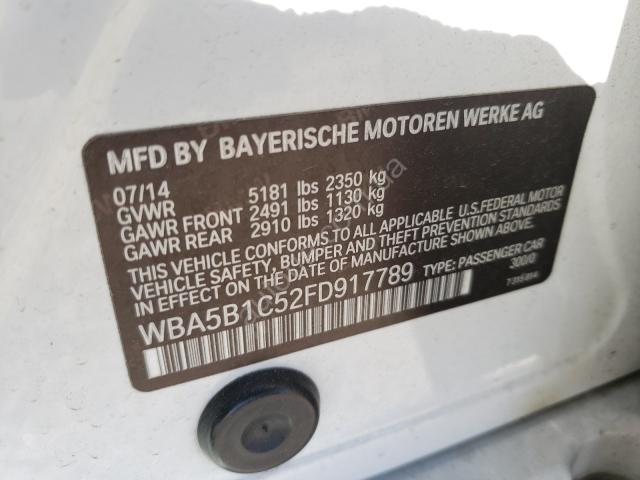 MFD BY BAYERISCHE MOTOREN WERKE AG
07/14
GVWR 5181 lbs 2350 kg
GAWR FRONT 2491 lbs 1130 kg
GAWR REAR 2910 lbs 1320 kg
THIS VEHICLE CONFORMS TO ALL APPLICABLE U.S.FEDERAL MOTOR
VEHICLE SAFETY, BUMPER, AND THEFT PREVENTION STANDARDS
IN EFFECT ON THE DATE OF MANUFACTURE SHOWN ABOVE.
WBA5B1C52FD917789 TYPE: PASSENGER CAR
300/0